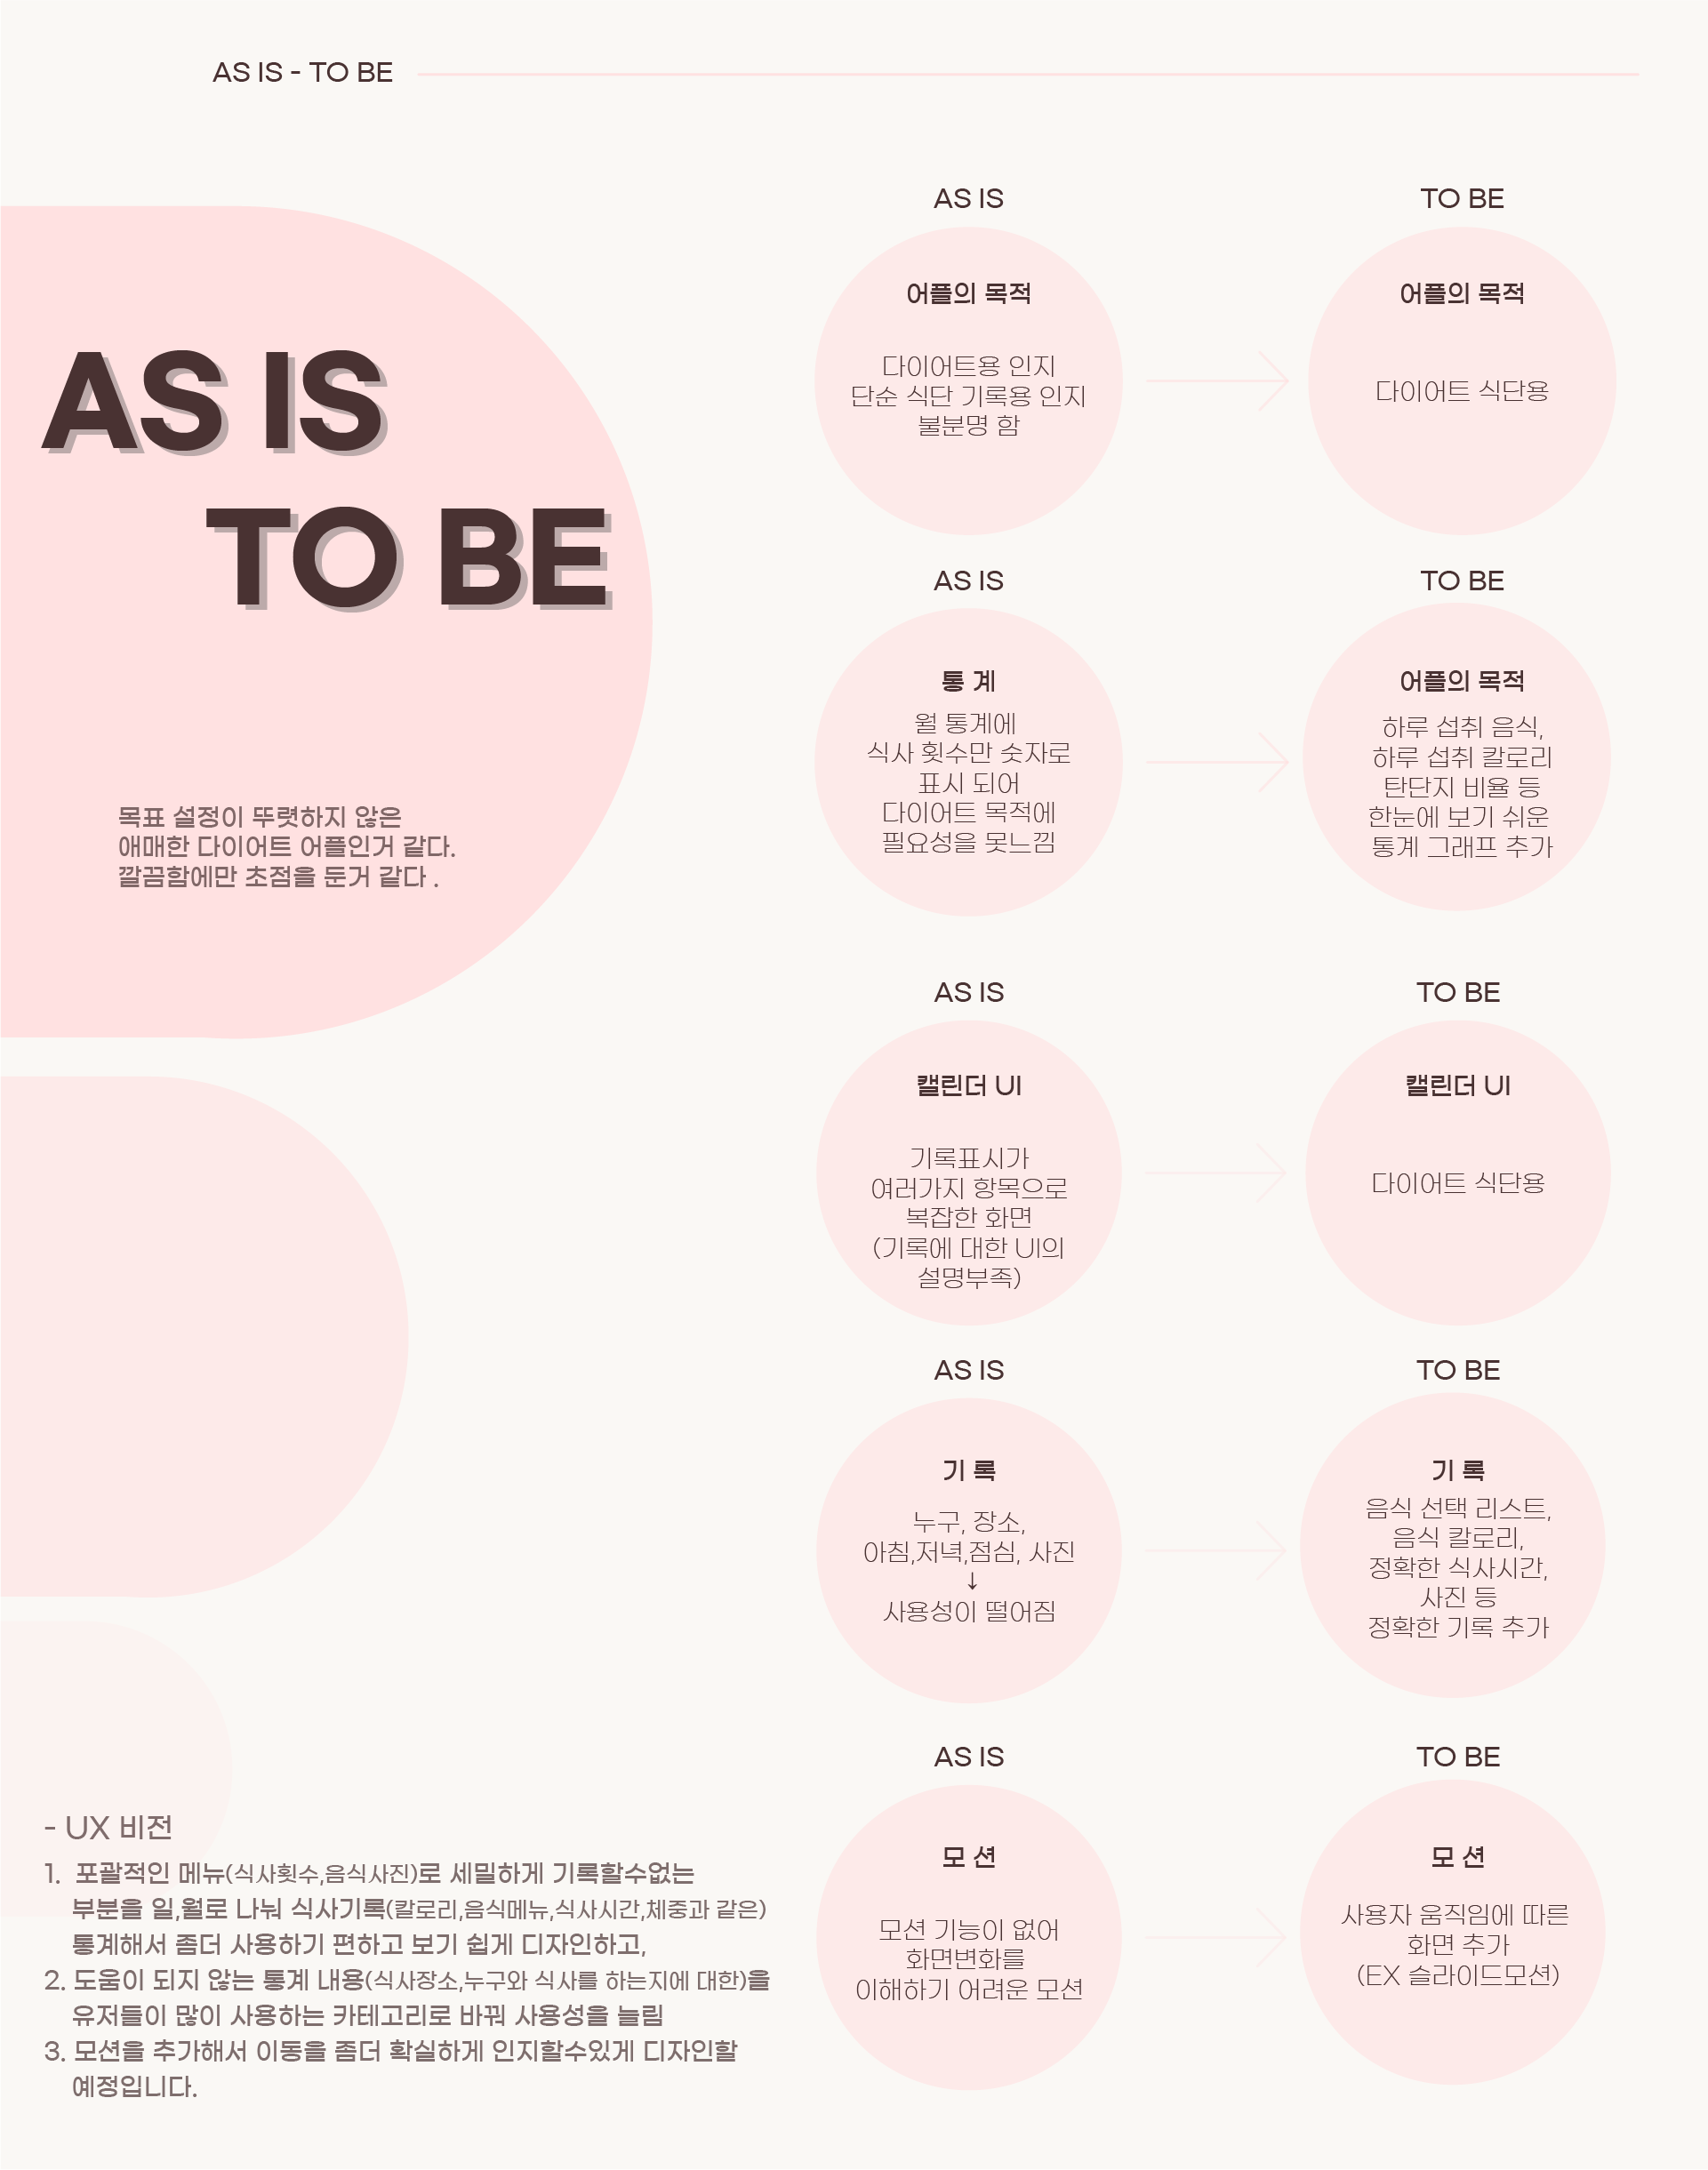 AS IS - TO BE
AS IS
TO BE
목표 설정이 뚜렷하지 않은
애매한 다이어트 어플인거 같다.
깔끔함에만 초점을 둔거 같다 .
AS IS
어플의 목적
다이어트용 인지
단순 식단 기록용 인지
불분명 함
TO BE
어플의 목적
다이어트 식단용
AS IS
통 계
월 통계에
식사 횟수만 숫자로
표시 되어
다이어트 목적에
필요성을 못느낌
TO BE
어플의 목적
하루 섭취 음식,
하루 섭취 칼로리
탄단지 비율 등
한눈에 보기 쉬운
통계 그래프 추가
AS IS
캘린더 UI
기록표시가
여러가지 항목으로
복잡한 화면
(기록에 대한 UI의
설명부족)
TO BE
캘린더 UI
다이어트 식단용
AS IS
기 록
누구, 장소,
아침,저녁,점심, 사진
↓
사용성이 떨어짐
TO BE
기 록
음식 선택 리스트,
음식 칼로리,
정확한 식사시간,
사진 등
정확한 기록 추가
AS IS
모 션
모션 기능이 없어
화면변화를
이해하기 어려운 모션
TO BE
모 션
사용자 움직임에 따른
화면 추가
(EX 슬라이드모션)
- UX 비전
1. 포괄적인 메뉴(식사횟수,음식사진)로 세밀하게 기록할수없는
부분을 일,월로 나눠 식사기록(칼로리,음식메뉴,식사시간,체중과 같은)
통계해서 좀더 사용하기 편하고 보기 쉽게 디자인하고,
2. 도움이 되지 않는 통계 내용(식사장소,누구와 식사를 하는지에 대한)을
유저들이 많이 사용하는 카테고리로 바꿔 사용성을 늘림
3. 모션을 추가해서 이동을 좀더 확실하게 인지할수있게 디자인할
예정입니다.